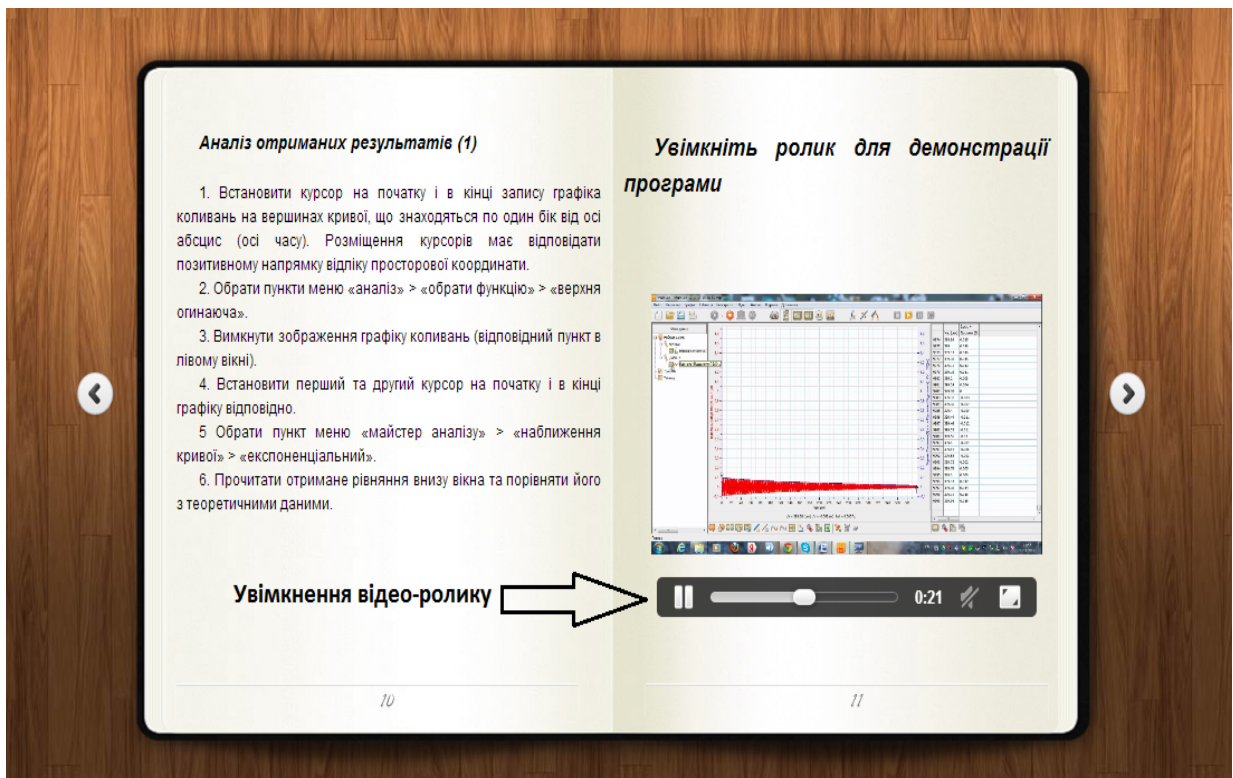 Аналіз отриманих результатів (1)
1. Встановити курсор на початку і в кінці запису графіка
коливань на вершинах кривої, що знаходяться по один бік від осі
абсцис (осі часу). Розміщення курсорів має відповідати
позитивному напрямку відліку просторової координати.
2. Обрати пункти меню «аналіз» > «обрати функцію» > «верхня
огинаюча».
3. Вимкнути зображення графіку коливань (відповідний пункт в
лівому вікні).
4. Встановити перший та другий курсор на початку і в кінці
графіку відповідно.
5 Обрати пункт меню «майстер аналізу» > «наближення
кривої» > «експоненціальний».
6. Прочитати отримане рівняння внизу вікна та порівняти його
з теоретичними даними.
Увімкнення відео-ролику
10
Увімкніть ролик для демонстрації
програми
0:21
11